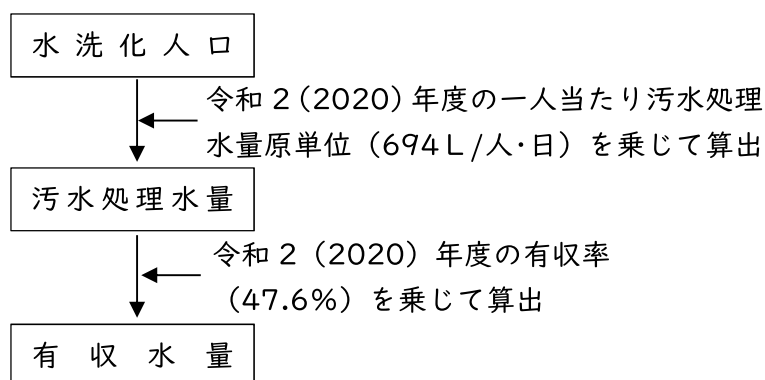 水洗化人口
令和2(2020)年度の一人当たり汚水処理
水量原単位（694L/人・日）を乗じて算出
汚水処理水量
令和2（2020）年度の有収率
（47.6%）を乗じて算出
有収水量